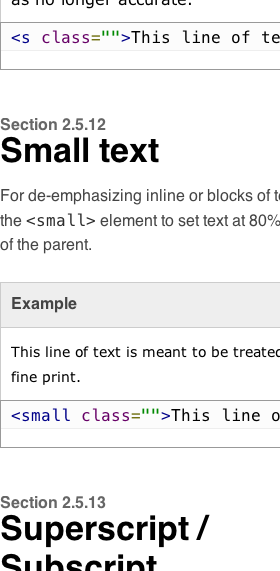 as no longer accurate.
<s class="">This line of te
Section 2.5.12
Small text
For de-emphasizing inline or blocks of t
the <small> element to set text at 80%
of the parent.
Example
This line of text is meant to be treated
fine print.
<small class="">This line o
Section 2.5.13
Superscript /
Subscript